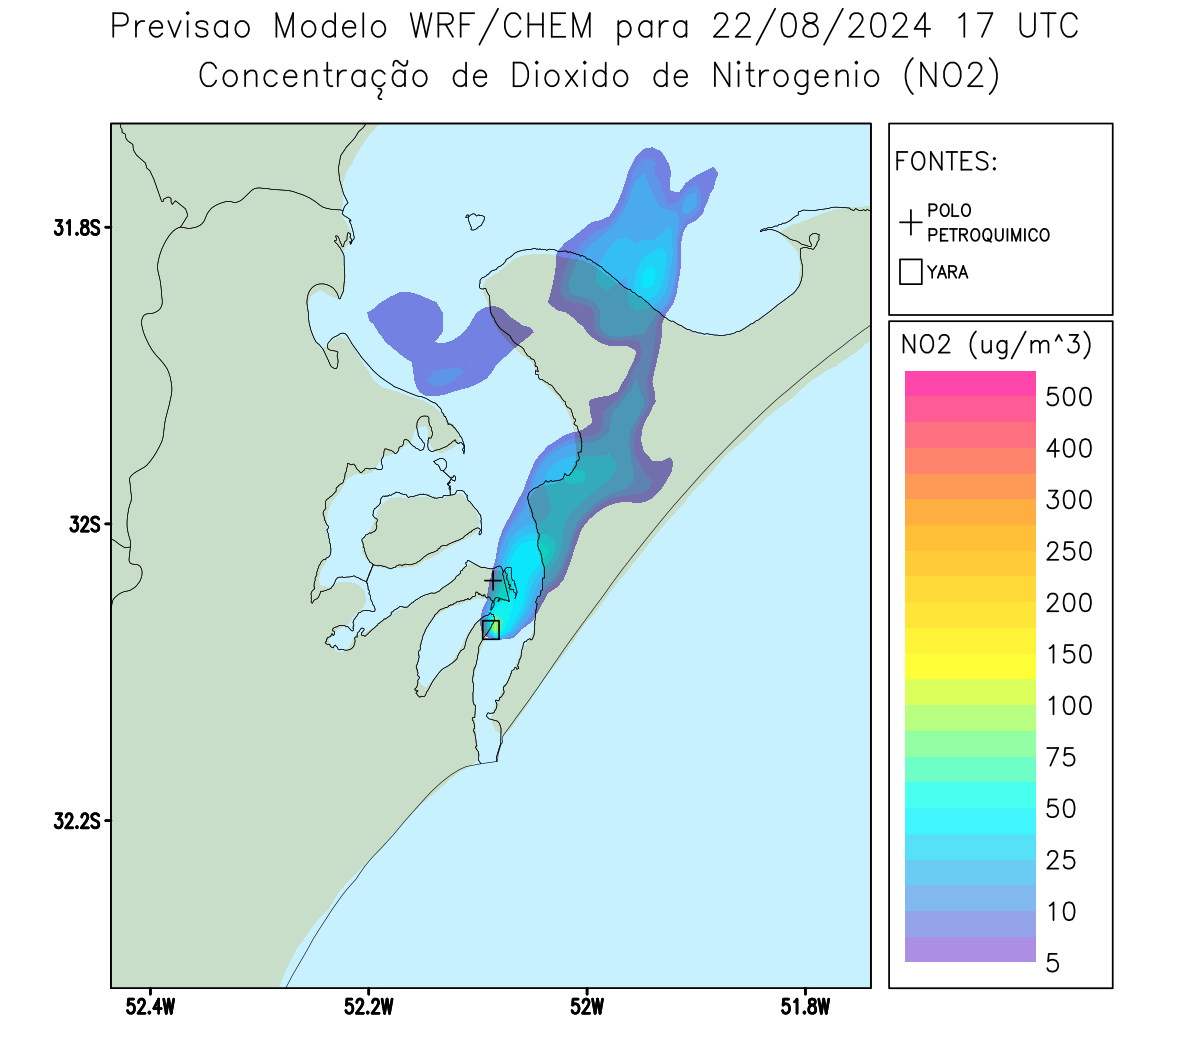 Previsao Modelo WRF/CHEM para 22/08/2024 17 UTC
Concentração de Dioxido de Nitrogenio (NO2)
FONTES:
POLO
PETROQUIMICO
YARA
NO2 (ug/m^3)
500
400
300
250
200
150
100
75
50
25
10
5
31.8S
32S
32.2S
52.4W
52.2W
52W
51.8W